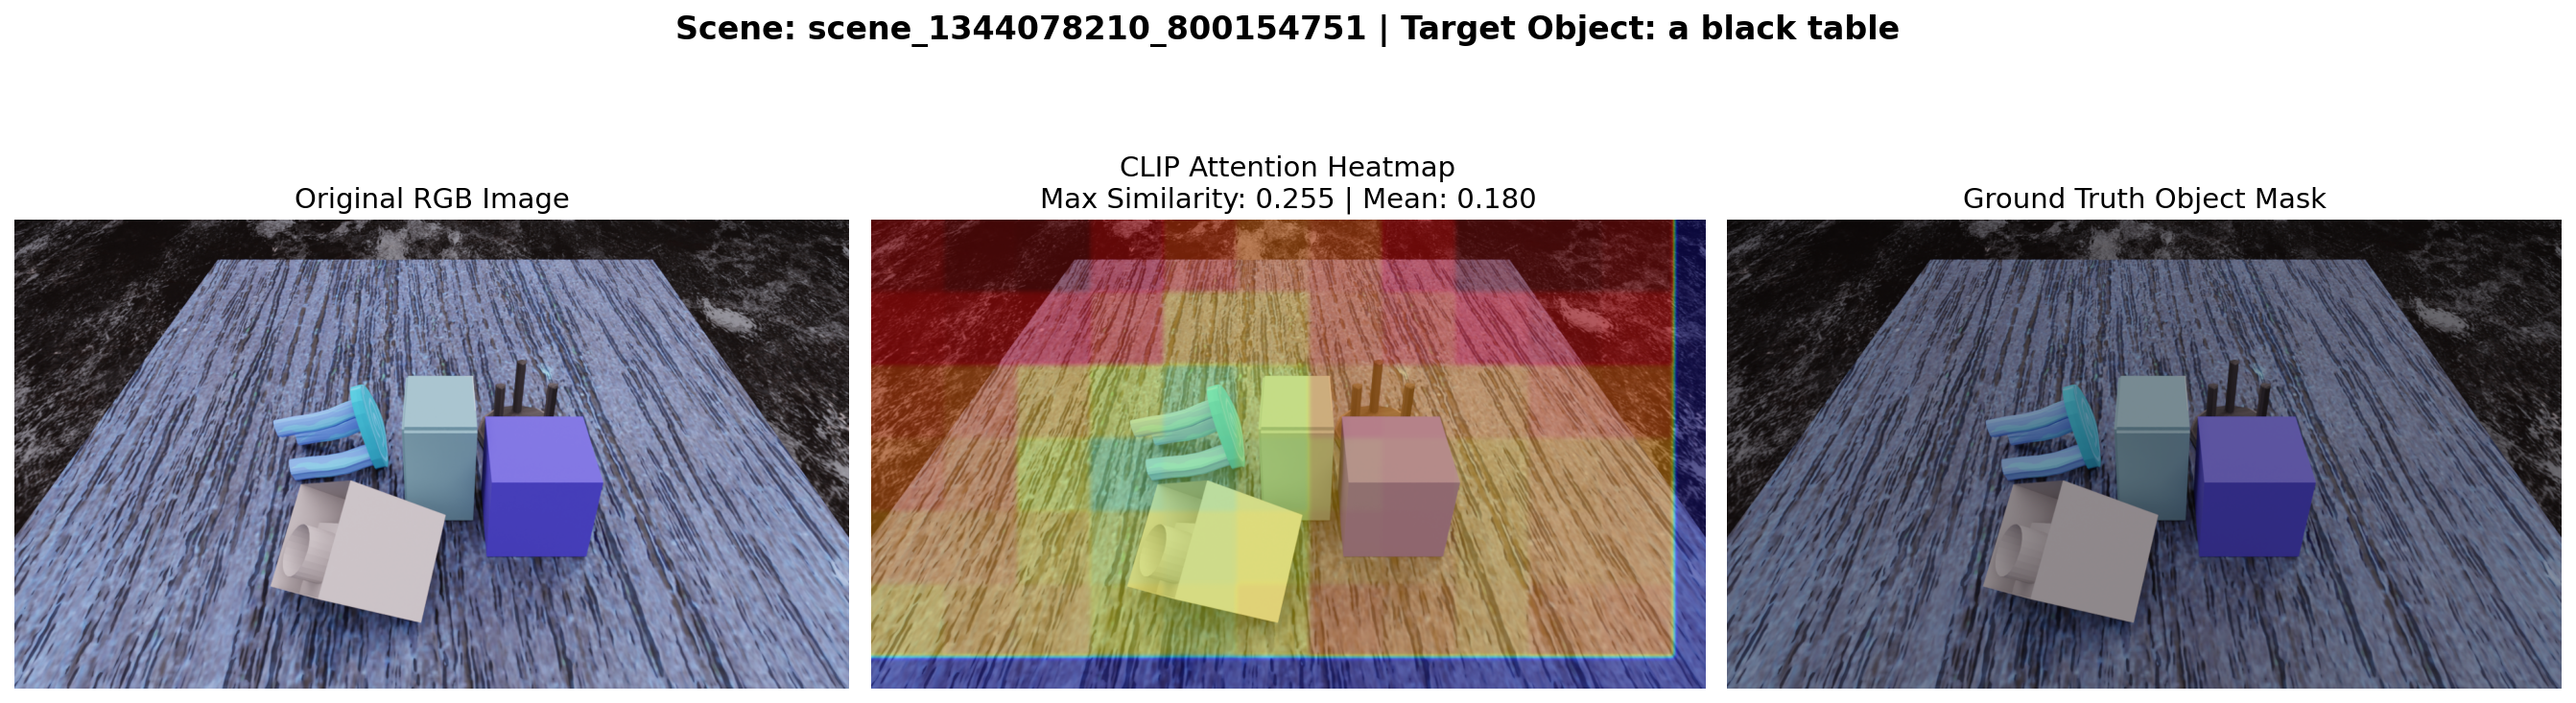 Scene: scene_1344078210_800154751 | Target Object: a black table
Original RGB Image
CLIP Attention Heatmap
Max Similarity: 0.255 | Mean: 0.180
Ground Truth Object Mask